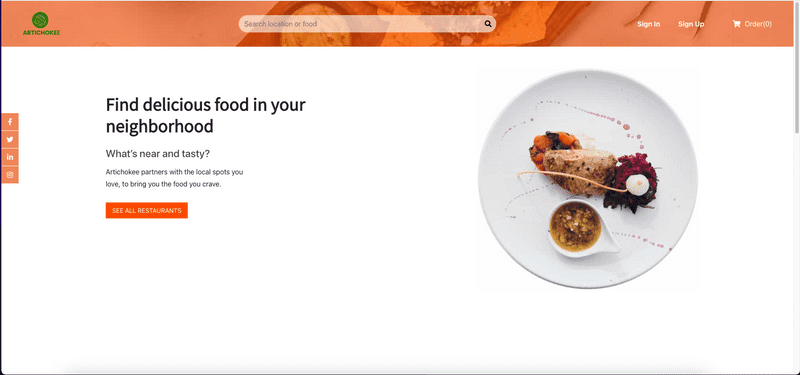 ARTICHOKEE
Search location or food
Sign In
Sign Up
Order(0)
Find delicious food in your
neighborhood
What's near and tasty?
Artichokee partners with the local spots you
love, to bring you the food you crave.
SEE ALL RESTAURANTS